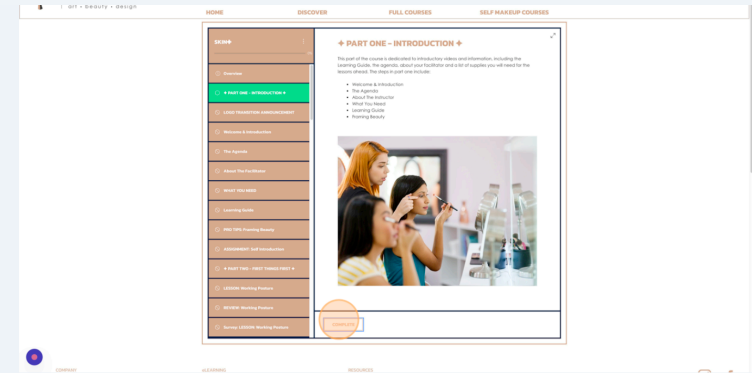 art • beauty • design
HOME
DISCOVER
FULL COURSES
SELF MAKEUP COURSES
SKIN
Overview
✦ PART ONE – INTRODUCTION ✦
LOGO TRANSITION ANNOUNCEMENT
Welcome & Introduction
The Agenda
About The Facilitator
WHAT YOU NEED
Learning Guide
PRO TIPS: Framing Beauty
ASSIGNMENT: Self Introduction
✦ PART TWO – FIRST THINGS FIRST ✦
LESSON: Working Posture
REVIEW: Working Posture
Survey: LESSON: Working Posture
✦ PART ONE – INTRODUCTION ✦
This part of the course is dedicated to introductory videos and information, including the
Learning Guide, the agenda, about your facilitator and a list of supplies you will need for the
lessons ahead. The steps in part one include:
• Welcome & Introduction
• The Agenda
• About The Instructor
• What You Need
• Learning Guide
• Framing Beauty
COMPLETE
COMPANY
eLEARNING
RESOURCES